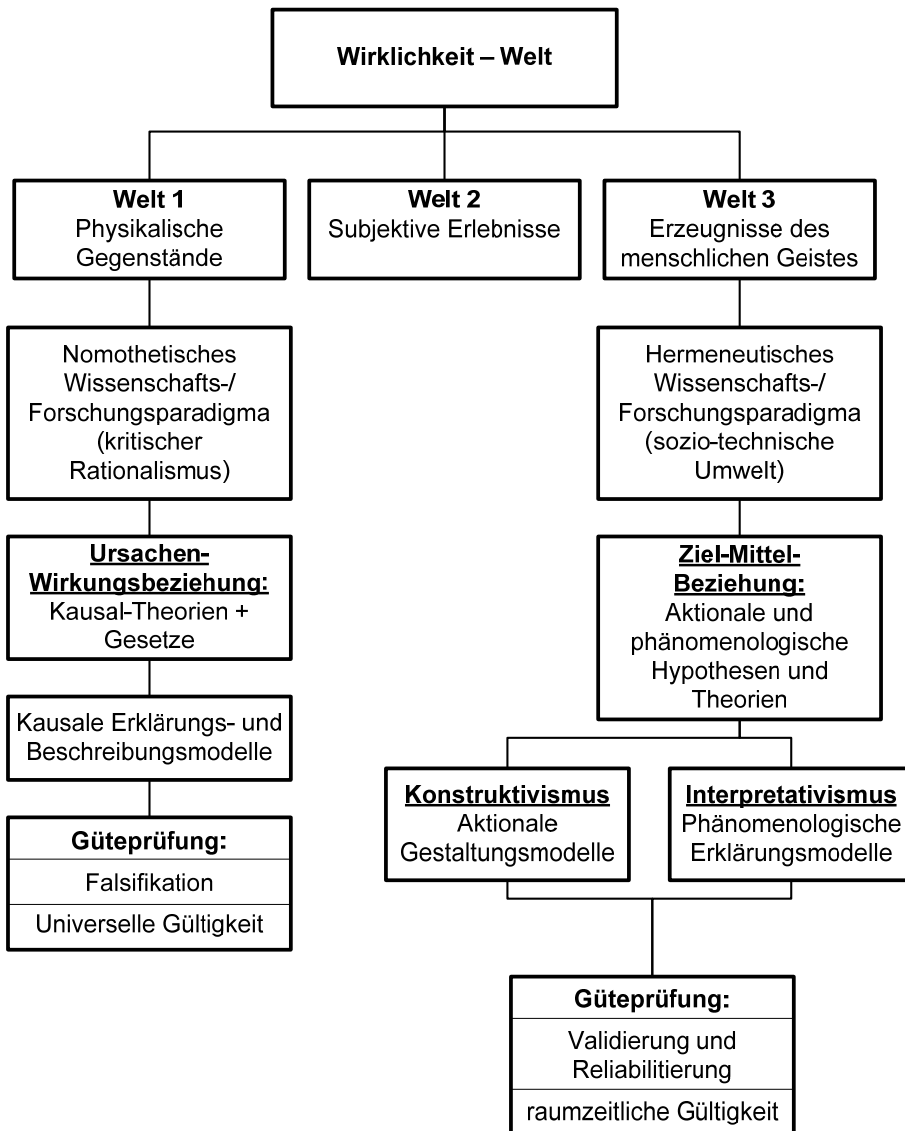 Wirklichkeit – Welt
Welt 1
Physikalische
Gegenstände
Welt 2
Subjektive Erlebnisse
Welt 3
Erzeugnisse des
menschlichen Geistes
Nomothetisches
Wissenschafts-/
Forschungsparadigma
(kritischer
Rationalismus)
Hermeneutisches
Wissenschafts-/
Forschungsparadigma
(sozio-technische
Umwelt)
Ursachen-
Wirkungsbeziehung:
Kausal-Theorien +
Gesetze
Ziel-Mittel-
Beziehung:
Aktionale und
phänomenologische
Hypothesen und
Theorien
Kausale Erklärungs- und
Beschreibungsmodelle
Konstruktivismus
Aktionale
Gestaltungsmodelle
Interpretativismus
Phänomenologische
Erklärungsmodelle
Güteprüfung:
Falsifikation
Universelle Gültigkeit
Güteprüfung:
Validierung und
Reliabilitierung
raumzeitliche Gültigkeit